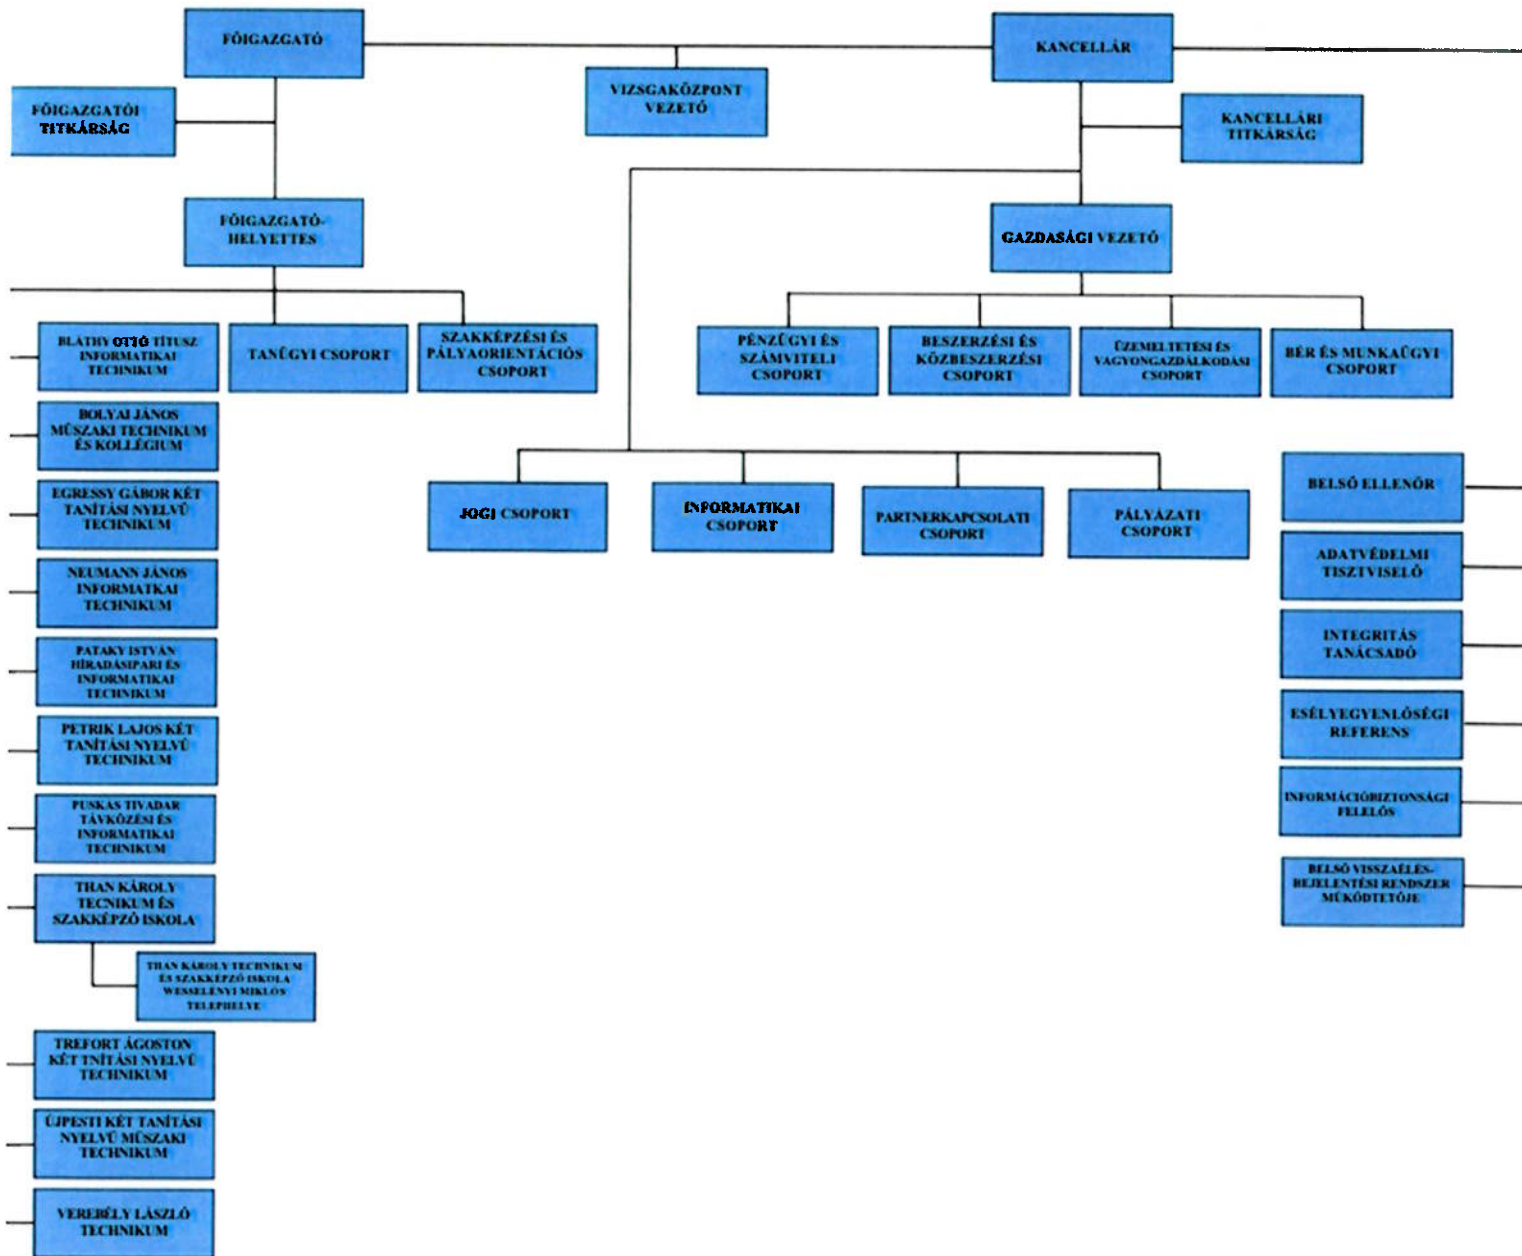 FŐIGAZGATÓ
KANCELLÁR
VIZSGAKÖZPONT
VEZETŐ
FŐIGAZGATÓI
TITKÁRSÁG
KANCELLÁRI
TITKÁRSÁG
FŐIGAZGATÓ-
HELYETTES
GAZDASÁGI VEZETŐ
BLÁTHY OTTÓ TÍTUSZ
INFORMATIKAI
TECHNIKUM
TANÜGYI CSOPORT
SZAKKÉPZÉSI ÉS
PÁLYAORIENTÁCIÓS
CSOPORT
PÉNZÜGYI ÉS
SZÁMVITELI
CSOPORT
BESZERZÉSI ÉS
KÖZBESZERZÉSI
CSOPORT
ÜZEMELTETÉSI ÉS
VAGYONGAZDÁLKODÁSI
CSOPORT
BÉR ÉS MUNKAÜGYI
CSOPORT
BOLYAI JÁNOS
MŰSZAKI TECHNIKUM
ÉS KOLLÉGIUM
EGRESSY GÁBOR KÉT
TANÍTÁSI NYELVŰ
TECHNIKUM
JOGI CSOPORT
INFORMATIKAI
CSOPORT
PARTNERKAPCSOLATI
CSOPORT
PÁLYÁZATI
CSOPORT
BELSŐ ELLENŐR
NEUMANN JÁNOS
INFORMATKAI
TECHNIKUM
ADATVÉDELMI
TISZTVISELŐ
PATAKY ISTVÁN
HÍRADÁSIPARI ÉS
INFORMATIKAI
TECHNIKUM
INTEGRITÁS
TANÁCSADÓ
PETRIK LAJOS KÉT
TANÍTÁSI NYELVŰ
TECHNIKUM
ESÉLYEGYENLŐSÉGI
REFERENS
PUSKÁS TIVADAR
TÁVKÖZÉSI ÉS
INFORMATIKAI
TECHNIKUM
INFORMÁCIÓBIZTONSÁGI
FELELŐS
THAN KÁROLY
TECNIKUM ÉS
SZAKKÉPZŐ ISKOLA
BELSŐ VISSZAÉLÉS-
BEJELENTÉSI RENDSZER
MŰKÖDTETŐJE
THAN KÁROLY TECHNIKUM
ÉS SZAKKÉPZŐ ISKOLA
WESSELÉNYI MIKLÓS
TELEPHELYE
TREFORT ÁGOSTON
KÉT TNÍTÁSI NYELVŰ
TECHNIKUM
ÚJPESTI KÉT TANÍTÁSI
NYELVŰ MŰSZAKI
TECHNIKUM
VEREBÉLY LÁSZLÓ
TECHNIKUM